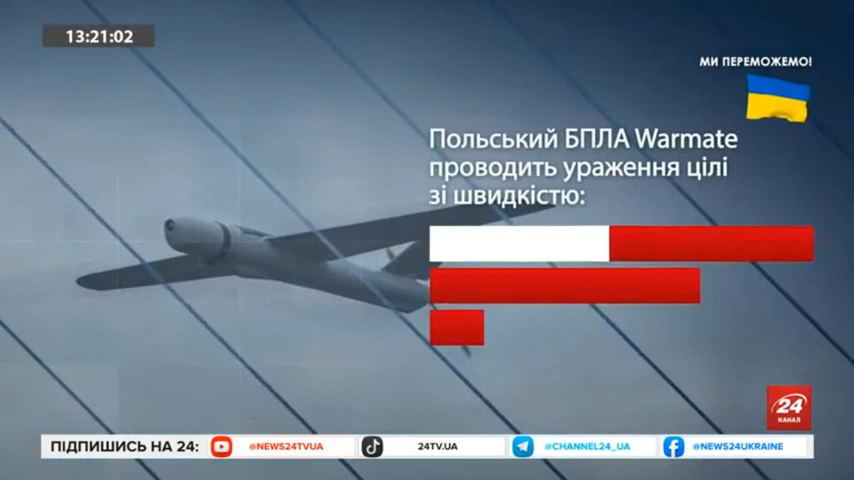 13:21:02
МИ ПЕРЕМОЖЕМО!
Польський БПЛА Warmate
проводить ураження цілі
зі швидкістю:
24
КАНАЛ
ПІДПИШИСЬ НА 24: @NEWS24TVUA 24TV.UA @CHANNEL24_UA @NEWS24UKRAINE